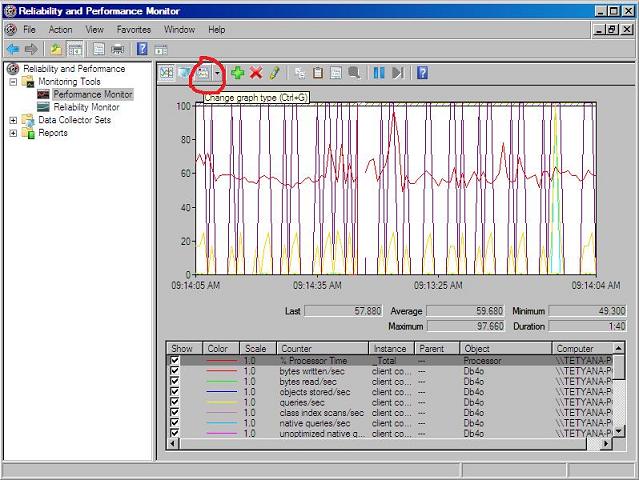 Reliability and Performance Monitor
File Action View Favorites Window Help
Reliability and Performance
Monitoring Tools
Performance Monitor
Reliability Monitor
Data Collector Sets
Reports
Change graph type (Ctrl+G)
100
80
60
40
20
0
09:14:05 AM 09:14:35 AM 09:13:25 AM 09:14:04 AM
Last 57.880 Average 59.680 Minimum 49.300
Maximum 97.660 Duration 1:40
Show Color Scale Counter Instance Parent Object Computer
1.0 % Processor Time _Total --- Processor \\TETYANA-P
1.0 bytes written/sec client co... --- Db4o \\TETYANA-P
1.0 bytes read/sec client co... --- Db4o \\TETYANA-P
1.0 objects stored/sec client co... --- Db4o \\TETYANA-P
1.0 queries/sec client co... --- Db4o \\TETYANA-P
1.0 class index scans/sec client co... --- Db4o \\TETYANA-P
1.0 native queries/sec client co... --- Db4o \\TETYANA-P
1.0 unoptimized native q... client co... --- Db4o \\TETYANA-P